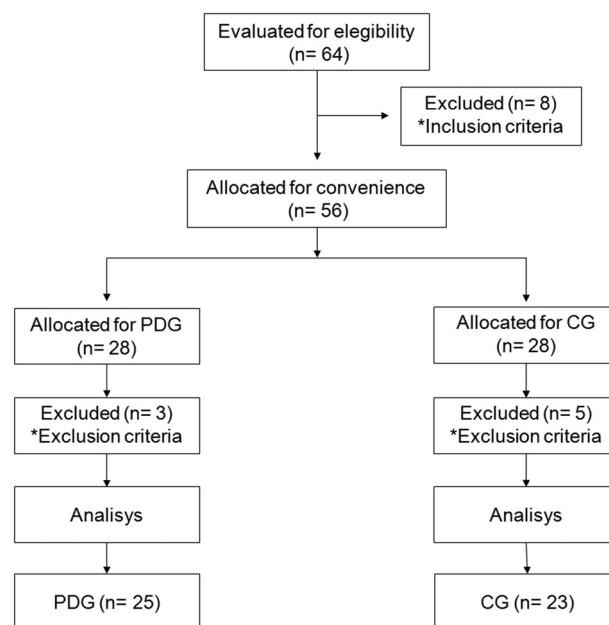 Evaluated for elegibility
(n= 64)
Excluded (n= 8)
*Inclusion criteria
Allocated for convenience
(n= 56)
Allocated for PDG
(n= 28)
Allocated for CG
(n= 28)
Excluded (n= 3)
*Exclusion criteria
Excluded (n= 5)
*Exclusion criteria
Analisys
Analisys
PDG (n= 25)
CG (n= 23)